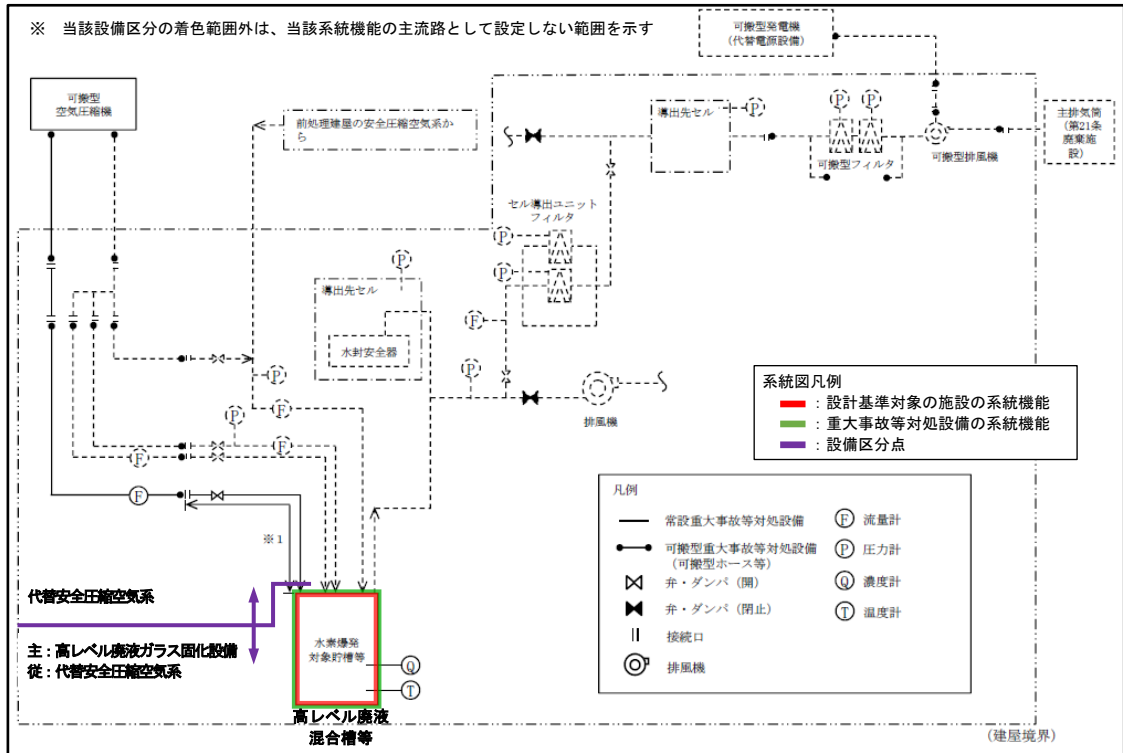 ※ 当該設備区分の着色範囲外は、当該系統機能の主流路として設定しない範囲を示す
可搬型発電機
(代替電源設備)
可搬型
空気圧縮機
前処理建屋の安全圧縮空気系か
ら
導出先セル
P
P
P
可搬型フィルタ
可搬型排風機
主排気筒
(第21条
廃棄施
設)
セル導出ユニット
フィルタ
P
P
P
導出先セル
水封安全器
F
P
排風機
P
F
P
F
F
F
※1
系統図凡例
:設計基準対象の施設の系統機能
:重大事故等対処設備の系統機能
:設備区分点
凡例
常設重大事故等対処設備
可搬型重大事故等対処設備
(可搬型ホース等)
弁・ダンパ(開)
弁・ダンパ(閉止)
接続口
排風機
F 流量計
P 圧力計
Q 濃度計
T 温度計
代替安全圧縮空気系
主:高レベル廃液ガラス固化設備
従:代替安全圧縮空気系
水素爆発
対象貯槽等
Q
T
高レベル廃液
混合槽等
(建屋境界)